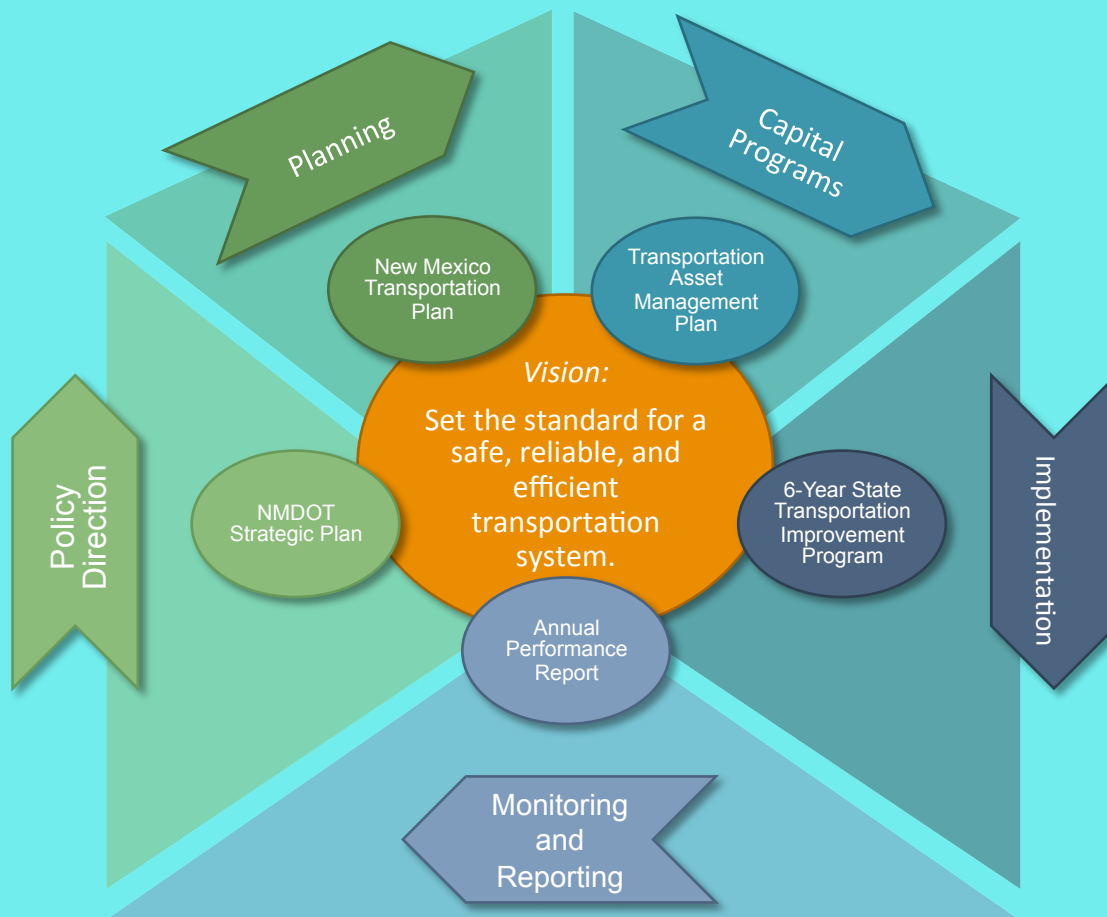 Planning
Capital
Programs
New Mexico
Transportation
Plan
Transportation
Asset
Management
Plan
Vision:
Set the standard for a
safe, reliable, and
efficient
transportation
system.
Policy
Direction
NMDOT
Strategic Plan
6-Year State
Transportation
Improvement
Program
Implementation
Annual
Performance
Report
Monitoring
and
Reporting